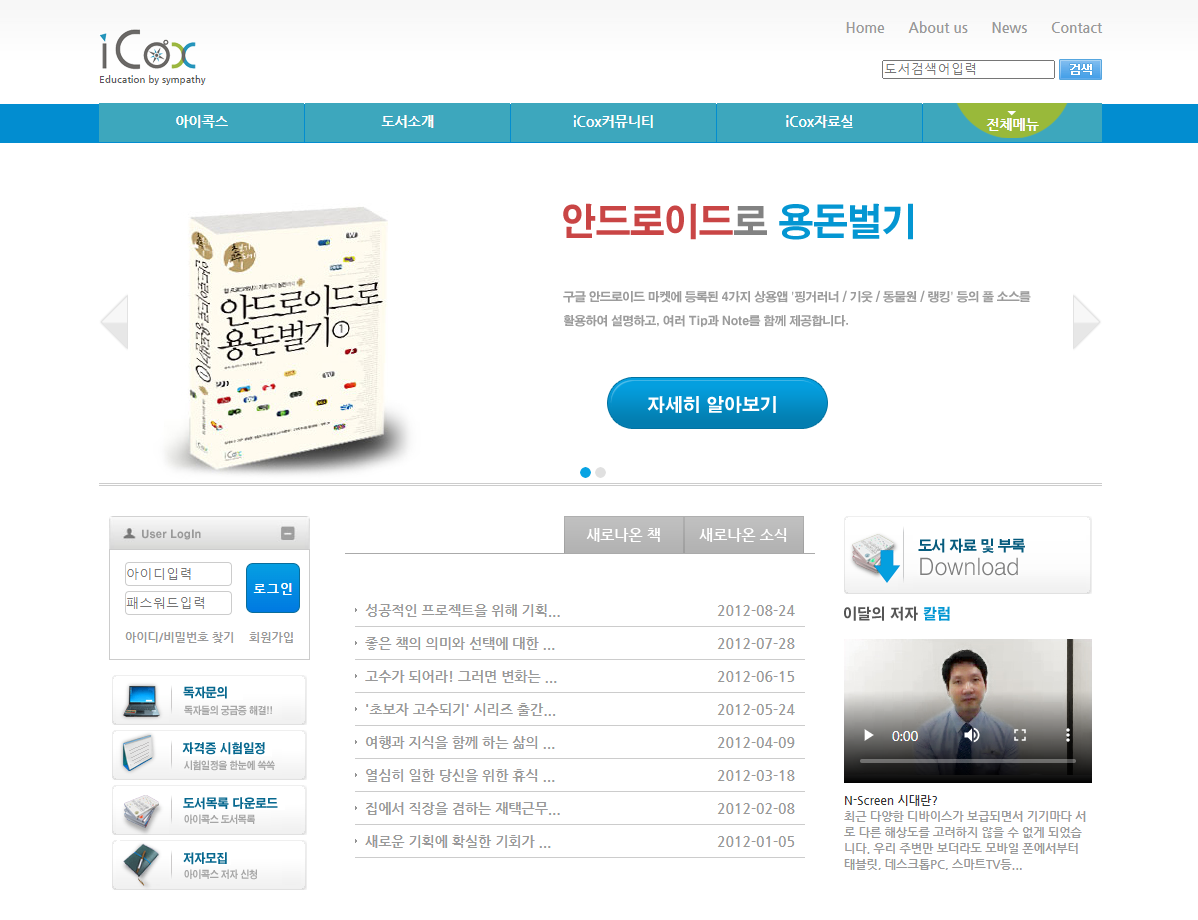 iCox
Education by sympathy
Home About us News Contact
도서검색어입력 검색
아이콕스 도서소개 iCox커뮤니티 iCox자료실 전체메뉴
안드로이드로 용돈벌기
구글 안드로이드 마켓에 등록된 4가지 상용앱 '핑거러너 / 기웃 / 동물원 / 랭킹' 등의 풀 소스를
활용하여 설명하고, 여러 Tip과 Note를 함께 제공합니다.
자세히 알아보기
안드로이드로
용돈벌기 1
안드로이드로 용돈벌기 1
iCox
User LogIn
아이디입력
패스워드입력
로그인
아이디/비밀번호 찾기 회원가입
독자문의
독자들의 궁금증 해결!!
자격증 시험일정
시험일정을 한눈에 쏙쏙
도서목록 다운로드
아이콕스 도서목록
저자모집
아이콕스 저자 신청
새로나온 책 새로나온 소식
성공적인 프로젝트을 위해 기획... 2012-08-24
좋은 책의 의미와 선택에 대한 ... 2012-07-28
고수가 되어라! 그러면 변화는 ... 2012-06-15
'초보자 고수되기' 시리즈 출간... 2012-05-24
여행과 지식을 함께 하는 삶의 ... 2012-04-09
열심히 일한 당신을 위한 휴식 ... 2012-03-18
집에서 직장을 겸하는 재택근무... 2012-02-08
새로운 기획에 확실한 기회가 ... 2012-01-05
도서 자료 및 부록
Download
이달의 저자 칼럼
0:00
N-Screen 시대란?
최근 다양한 디바이스가 보급되면서 기기마다 서
로 다른 해상도를 고려하지 않을 수 없게 되었습
니다. 우리 주변만 보더라도 모바일 폰에서부터
태블릿, 데스크톱PC, 스마트TV등...